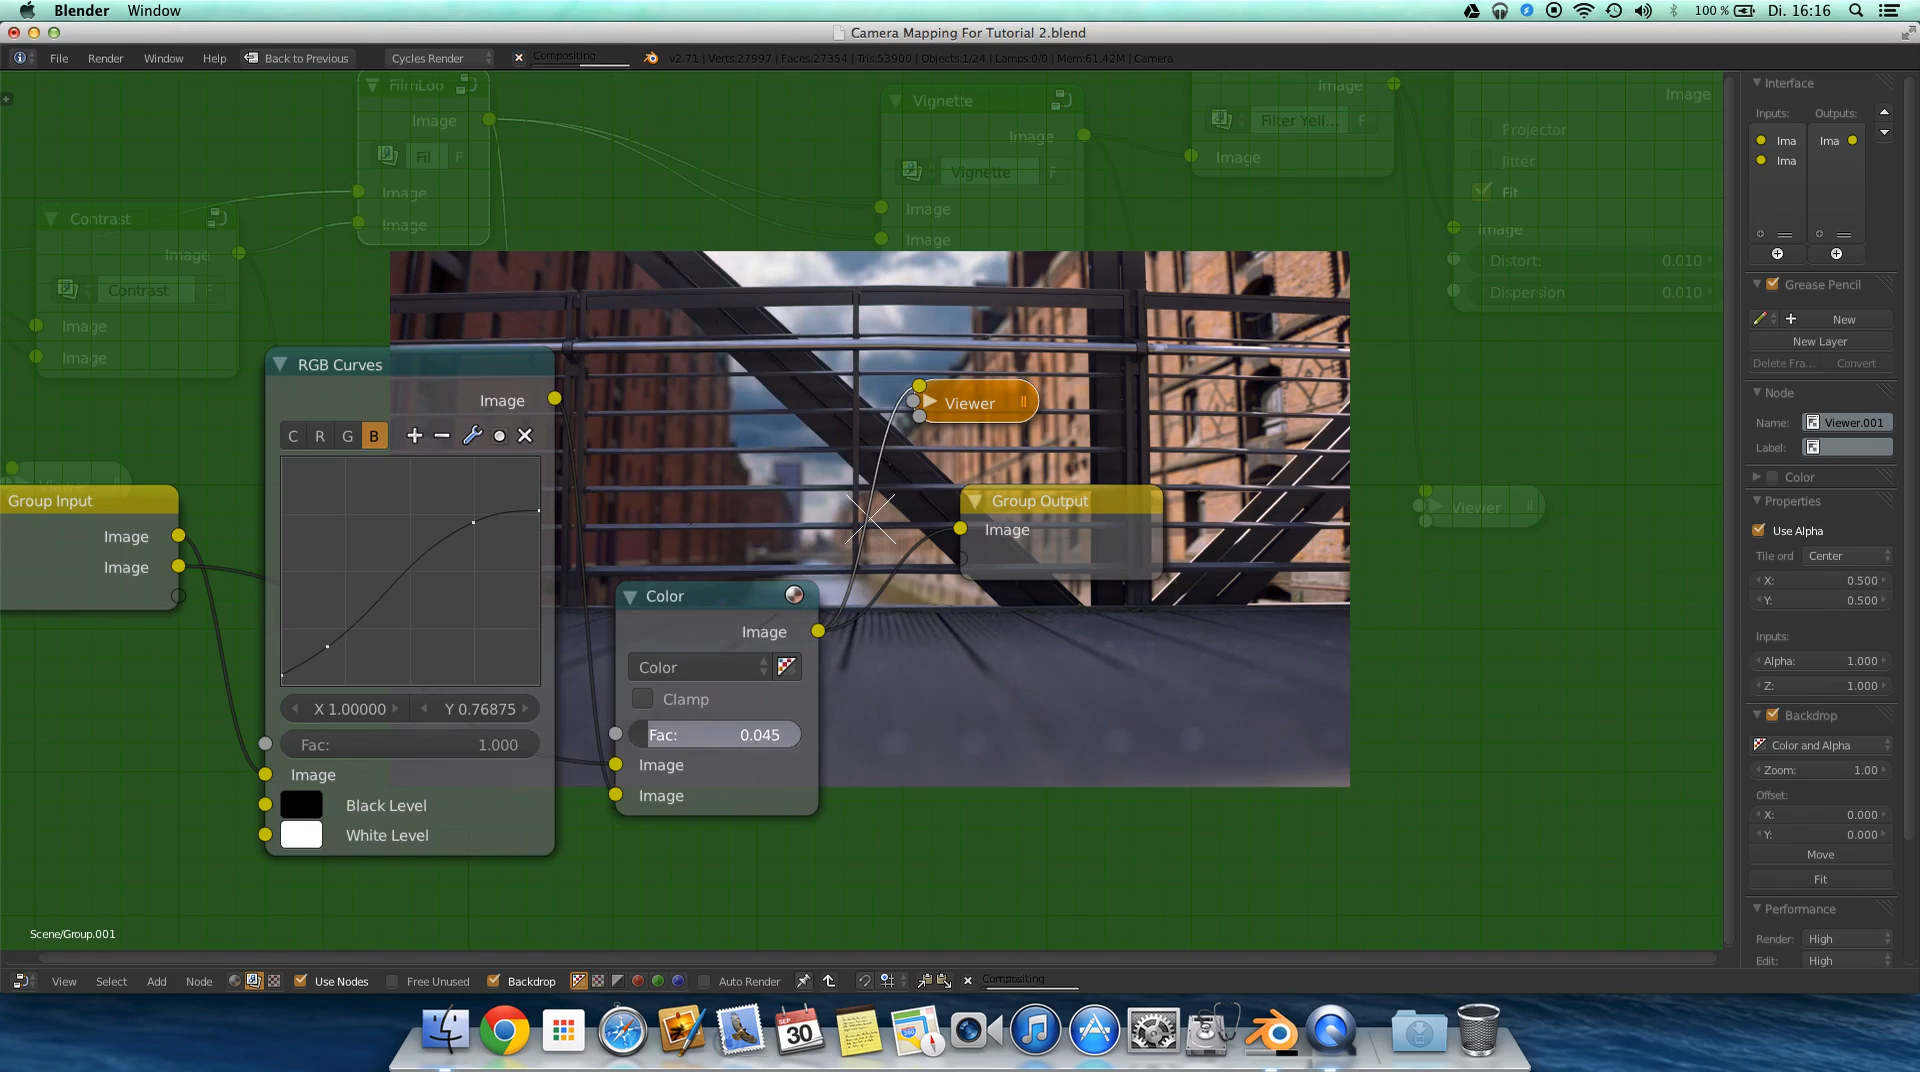 Blender Window 100 % Di. 16:16
Camera Mapping For Tutorial 2.blend
File Render Window Help Back to Previous Cycles Render Compositing v2.71 | Verts:27997 | Faces:27354 | Tris:53900 | Objects:1/24 | Lamps:0/0 | Mem:61.42M | Camera
FilmLoo
Image
Fil F
Image
Image
Contrast
Image
Contrast F
Image
Image
Vignette
Image
Vignette F
Image
Image
Image
Filter Yell... F
Image
Image
Projector
Jitter
Fit
Image
Distort: 0.010
Dispersion 0.010
Viewer
Group Input
Image
Image
RGB Curves
Image
C R G B
X 1.00000 Y 0.76875
Fac: 1.000
Image
Black Level
White Level
Color
Image
Color
Clamp
Fac: 0.045
Image
Image
Viewer
Group Output
Image
Viewer
Scene/Group.001
Interface
Inputs: Outputs:
Ima Ima
Ima
Grease Pencil
New
New Layer
Delete Fra... Convert
Node
Name: Viewer.001
Label:
Color
Properties
Use Alpha
Tile ord Center
X: 0.500
Y: 0.500
Inputs:
Alpha: 1.000
Z: 1.000
Backdrop
Color and Alpha
Zoom: 1.00
Offset:
X: 0.000
Y: 0.000
Move
Fit
Performance
Render: High
Edit: High
View Select Add Node Use Nodes Free Unused Backdrop Auto Render Compositing
SEP
30